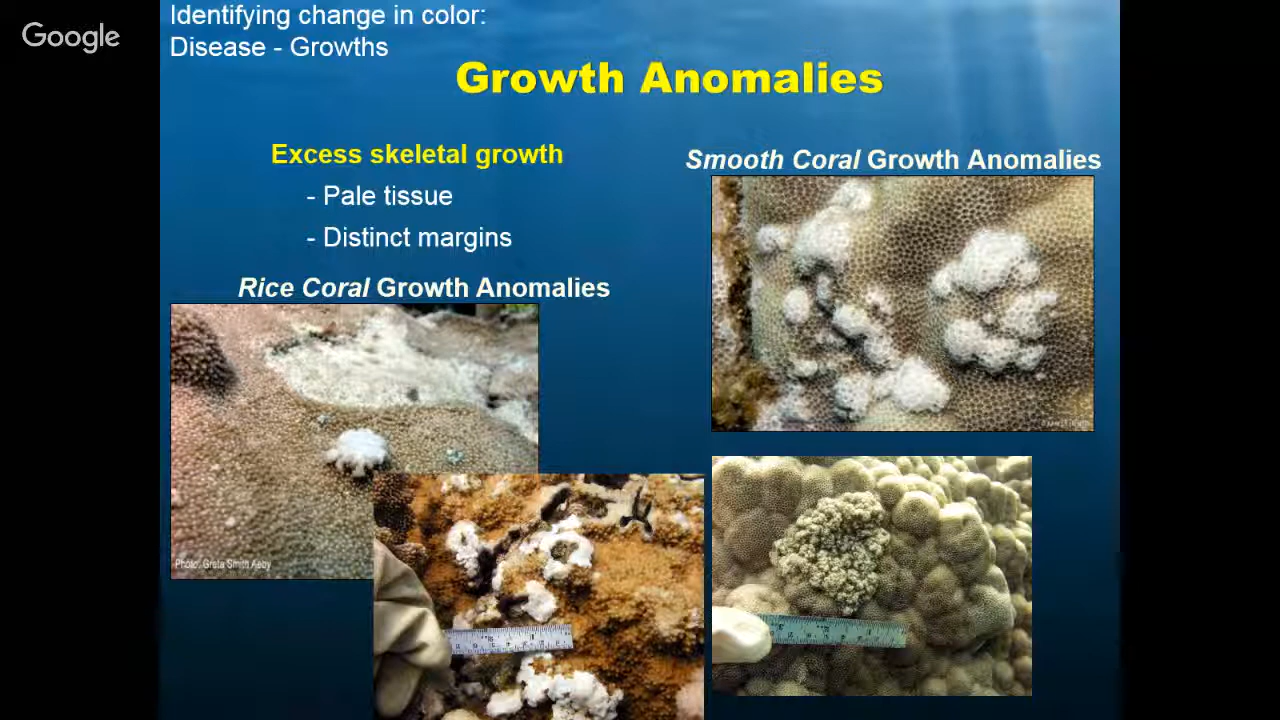 Google
Identifying change in color:
Disease - Growths
Growth Anomalies
Excess skeletal growth
- Pale tissue
- Distinct margins
Smooth Coral Growth Anomalies
Rice Coral Growth Anomalies
Photo: Greta Smith Aeby